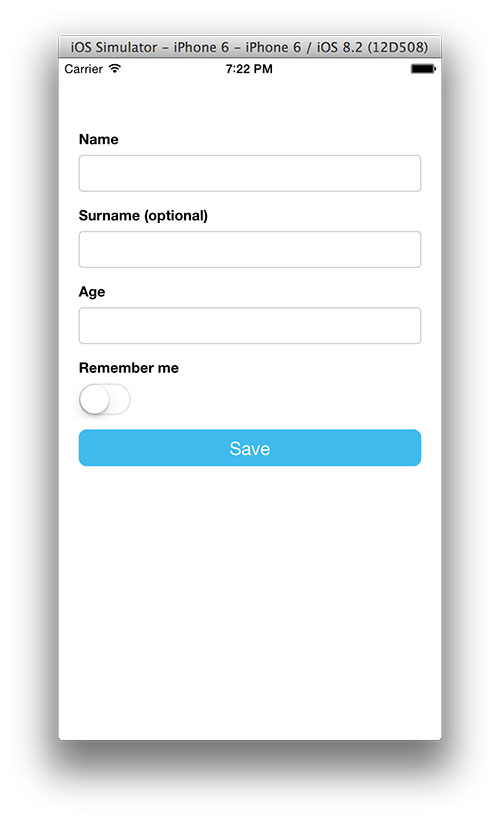 iOS Simulator – iPhone 6 – iPhone 6 / iOS 8.2 (12D508)
Carrier 7:22 PM
Name
Surname (optional)
Age
Remember me
Save